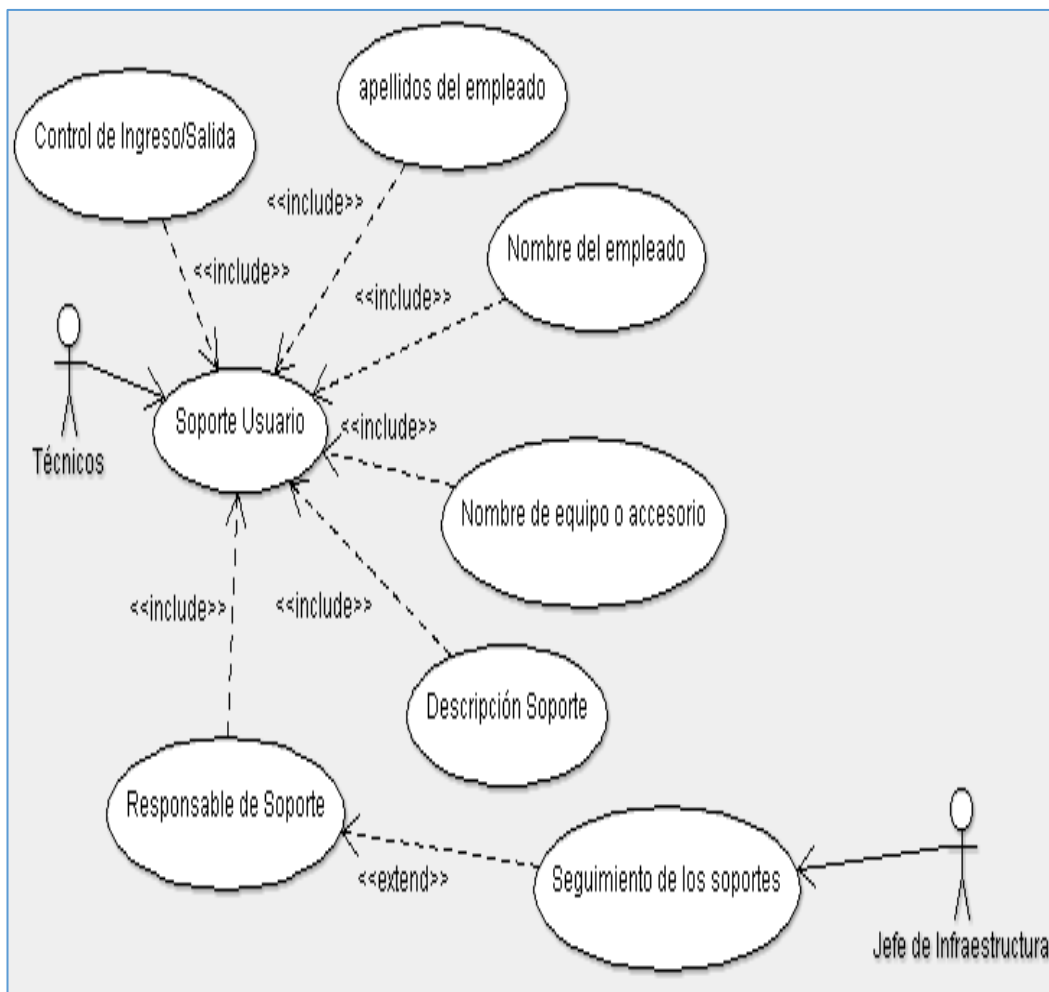 apellidos del empleado
Control de Ingreso/Salida
<<include>>
<<include>>
Nombre del empleado
<<include>>
Técnicos
Soporte Usuario
<<include>>
Nombre de equipo o accesorio
<<include>>
<<include>>
Descripción Soporte
Responsable de Soporte
<<extend>>
Seguimiento de los soportes
Jefe de Infraestructura